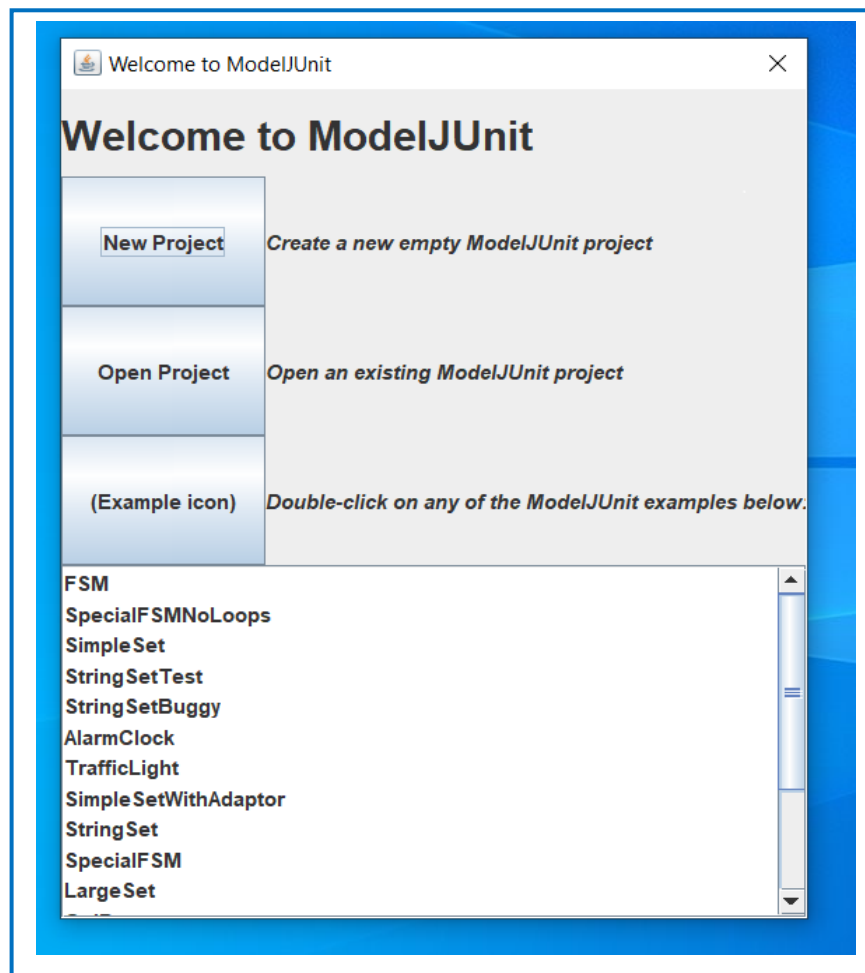 Welcome to ModelJUnit
Welcome to ModelJUnit
New Project
Create a new empty ModelJUnit project
Open Project
Open an existing ModelJUnit project
(Example icon)
Double-click on any of the ModelJUnit examples below:
FSM
SpecialFSMNoLoops
SimpleSet
StringSetTest
StringSetBuggy
AlarmClock
TrafficLight
SimpleSetWithAdaptor
StringSet
SpecialFSM
LargeSet